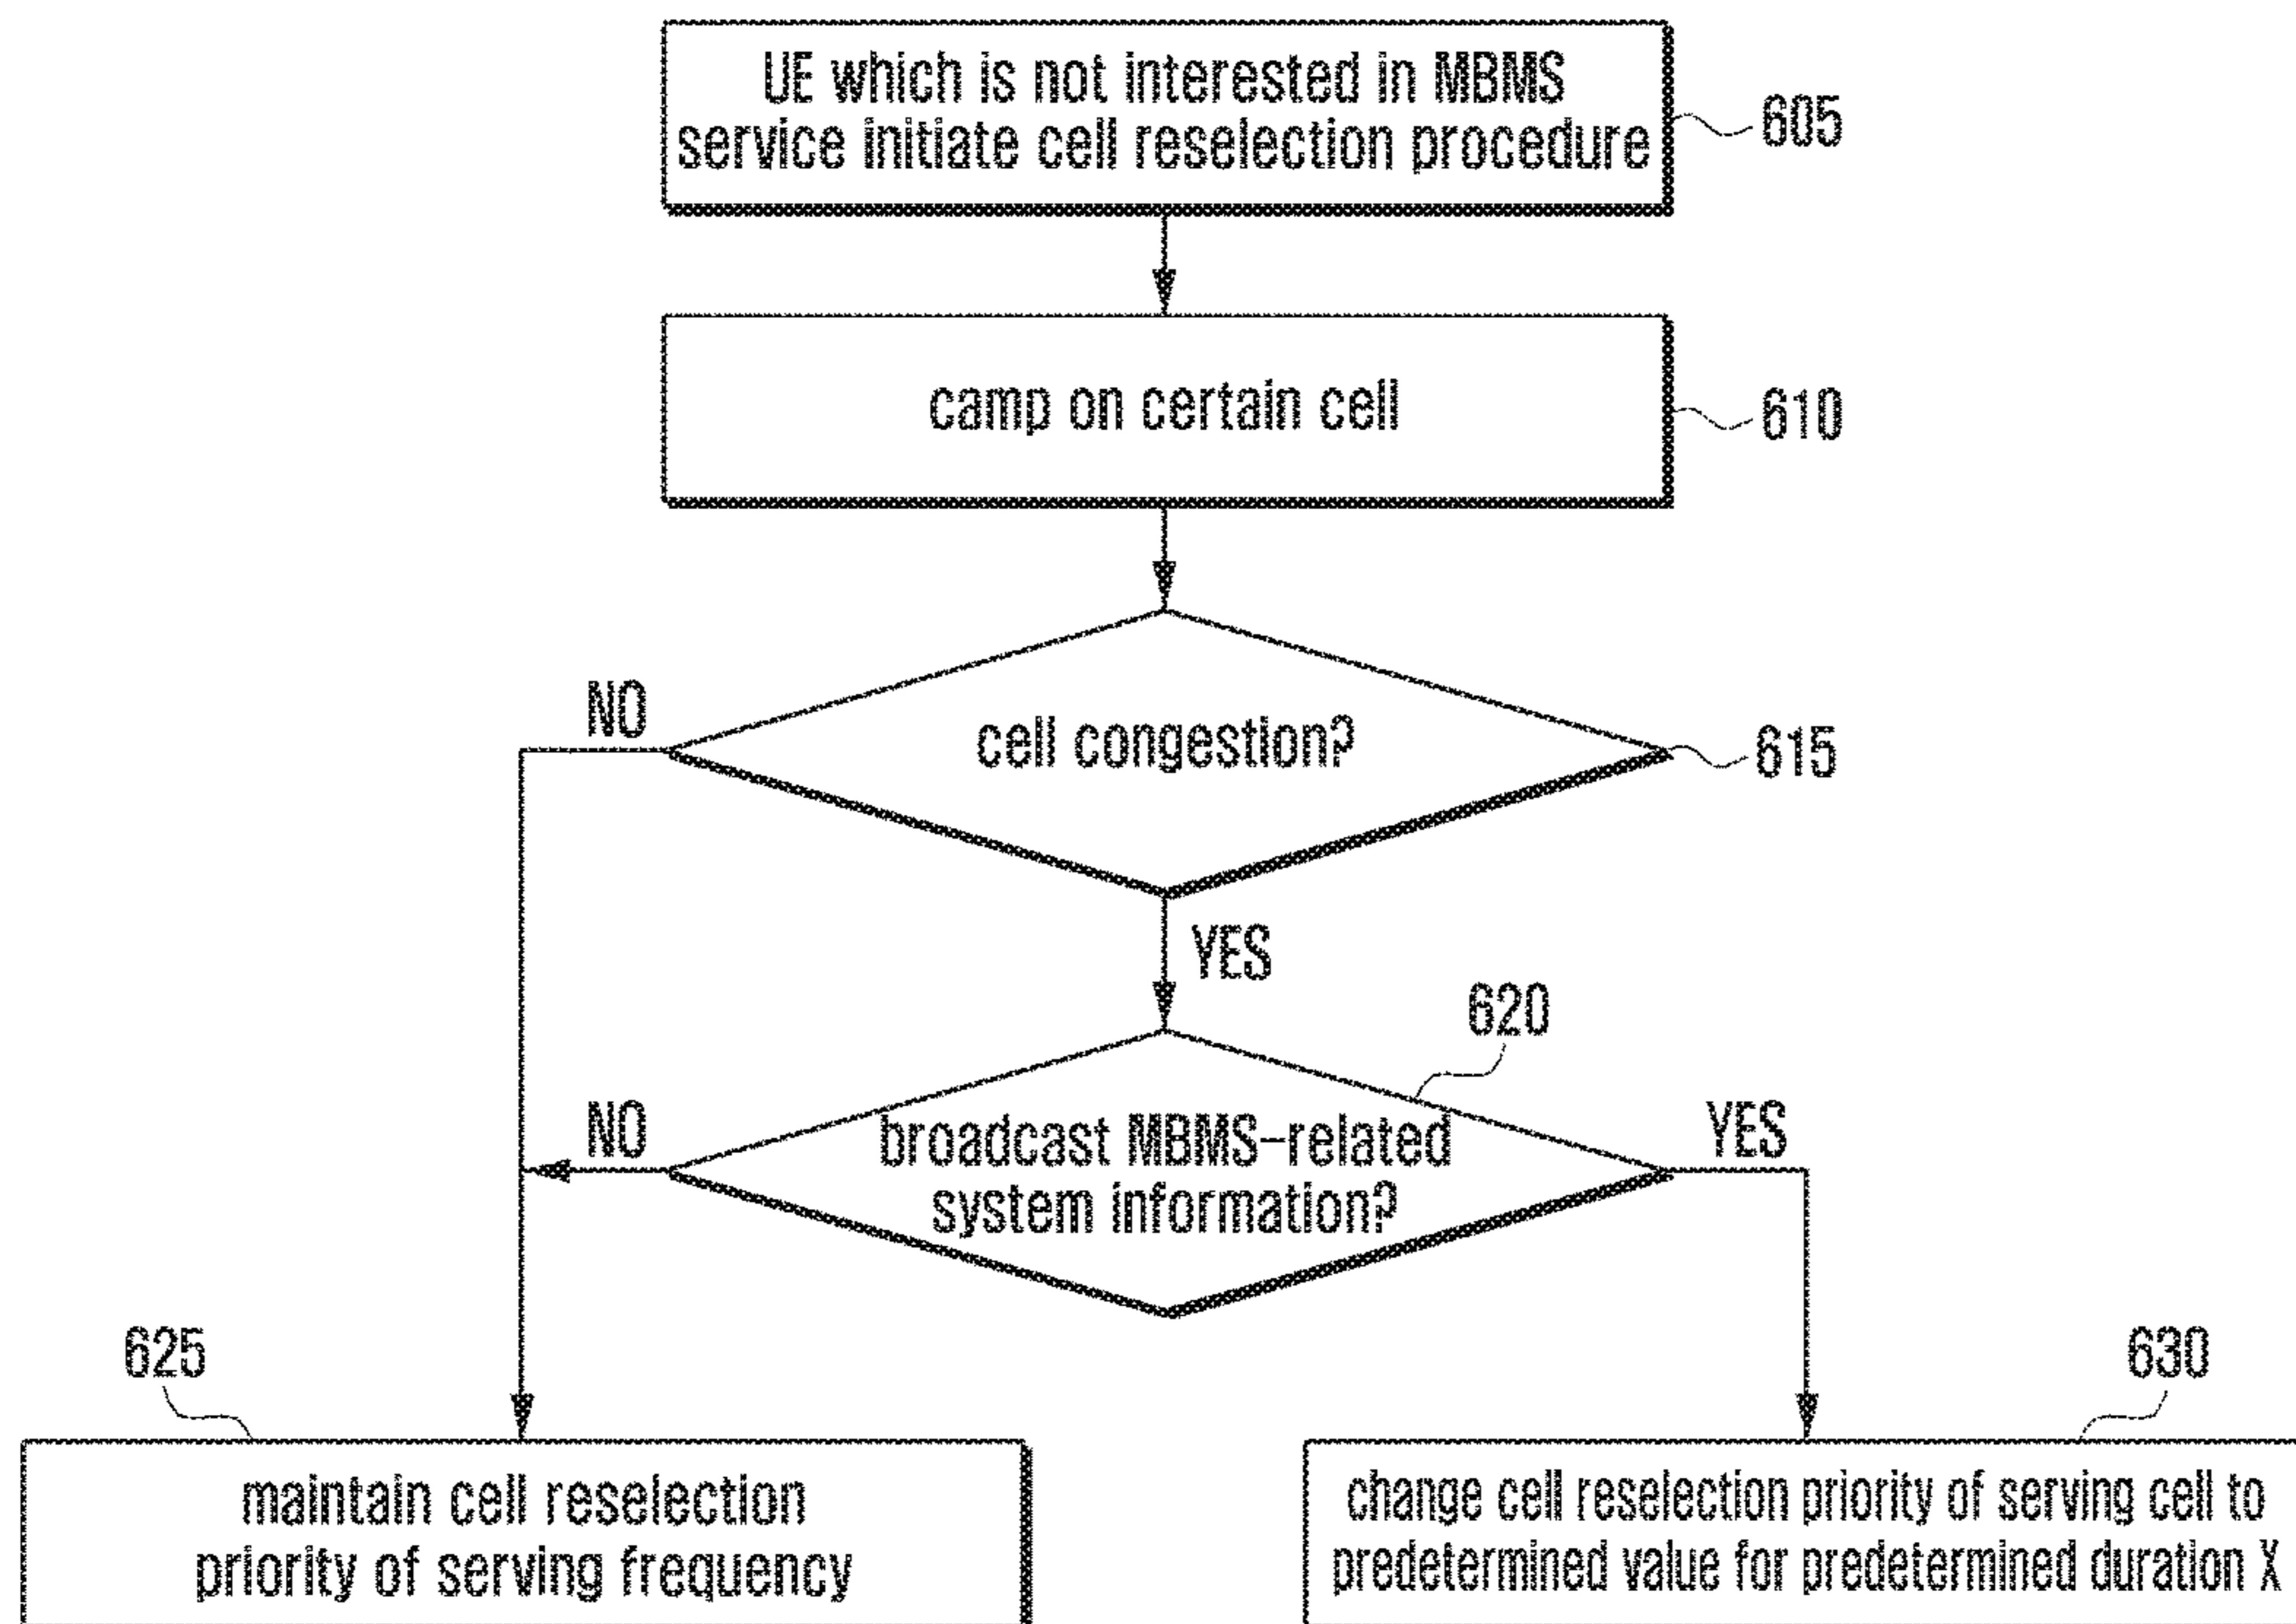 UE which is not interested in MBMS
service initiate cell reselection procedure
605
camp on certain cell
610
NO
cell congestion?
615
YES
620
NO
broadcast MBMS-related
system information?
YES
625
630
maintain cell reselection
priority of serving frequency
change cell reselection priority of serving cell to
predetermined value for predetermined duration X